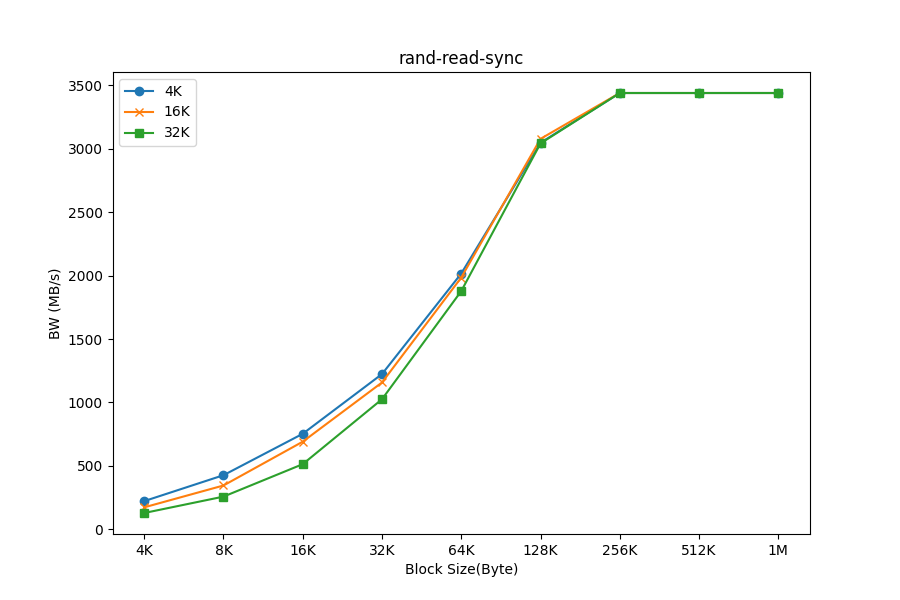 rand-read-sync
4K
16K
32K
3500
3000
2500
2000
1500
1000
500
0
BW (MB/s)
4K 8K 16K 32K 64K 128K 256K 512K 1M
Block Size(Byte)